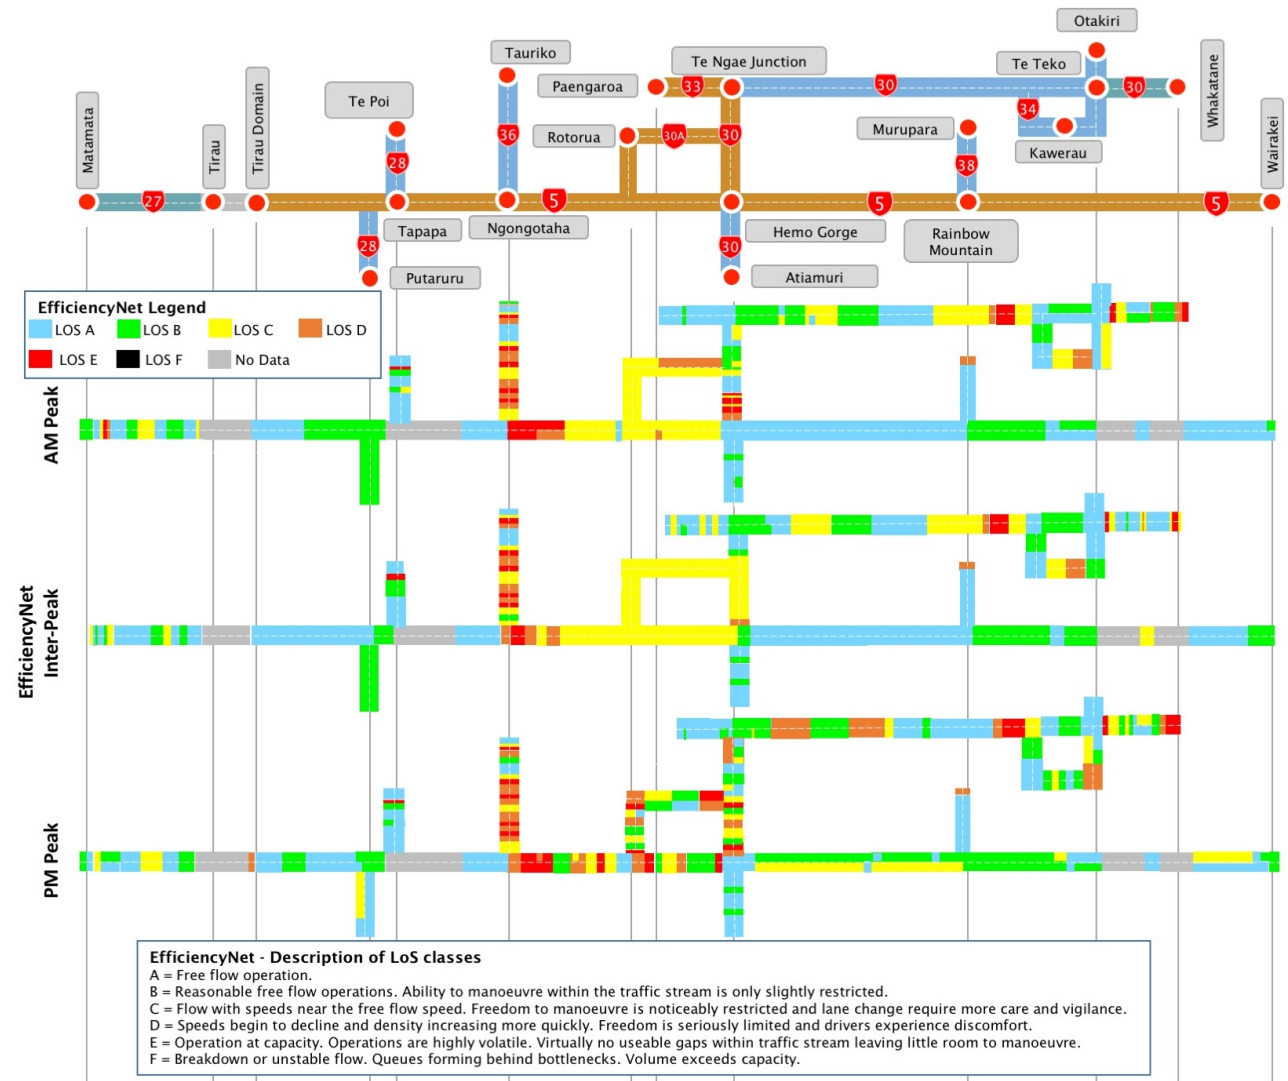 Otakiri
Tauriko
Te Ngae Junction
Te Teko
Paengaroa
33
30
30
Whakatane
Matamata
Tirau
Tirau Domain
Te Poi
36
Rotorua
30A
30
Murupara
34
Kawerau
Wairakei
28
38
27
5
5
5
Tapapa
Ngongotaha
Hemo Gorge
Rainbow
Mountain
28
30
Putaruru
Atiamuri
EfficiencyNet Legend
LOS A
LOS B
LOS C
LOS D
LOS E
LOS F
No Data
AM Peak
EfficiencyNet
Inter-Peak
PM Peak
EfficiencyNet - Description of LoS classes
A = Free flow operation.
B = Reasonable free flow operations. Ability to manoeuvre within the traffic stream is only slightly restricted.
C = Flow with speeds near the free flow speed. Freedom to manoeuvre is noticeably restricted and lane change require more care and vigilance.
D = Speeds begin to decline and density increasing more quickly. Freedom is seriously limited and drivers experience discomfort.
E = Operation at capacity. Operations are highly volatile. Virtually no useable gaps within traffic stream leaving little room to manoeuvre.
F = Breakdown or unstable flow. Queues forming behind bottlenecks. Volume exceeds capacity.